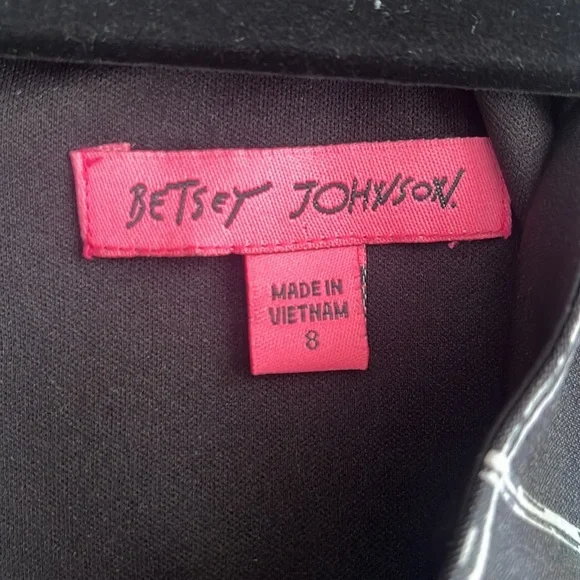 BETSEY JOHNSON.
MADE IN
VIETNAM
8